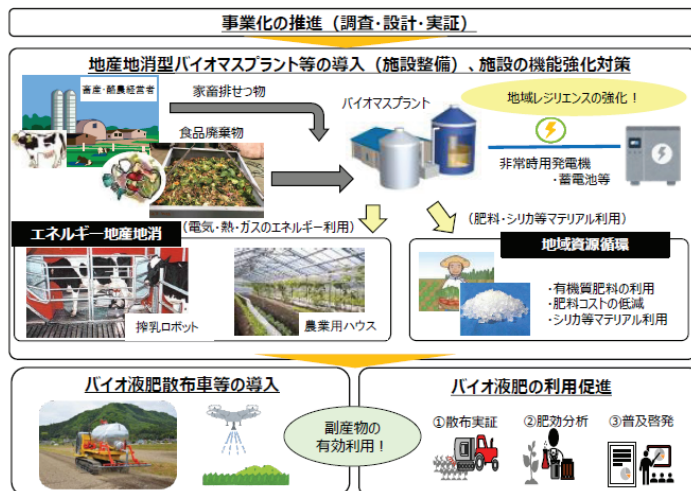 事業化の推進（調査・設計・実証）
地産地消型バイオマスプラント等の導入（施設整備）、施設の機能強化対策
畜産・酪農経営者
家畜排せつ物
食品廃棄物
バイオマスプラント
地域レジリエンスの強化！
非常時用発電機
・蓄電池等
（電気・熱・ガスのエネルギー利用）
（肥料・シリカ等マテリアル利用）
エネルギー地産地消
搾乳ロボット
農業用ハウス
地域資源循環
・有機質肥料の利用
・肥料コストの低減
・シリカ等マテリアル利用
バイオ液肥散布車等の導入
副産物の
有効利用！
バイオ液肥の利用促進
①散布実証
②肥効分析
③普及啓発